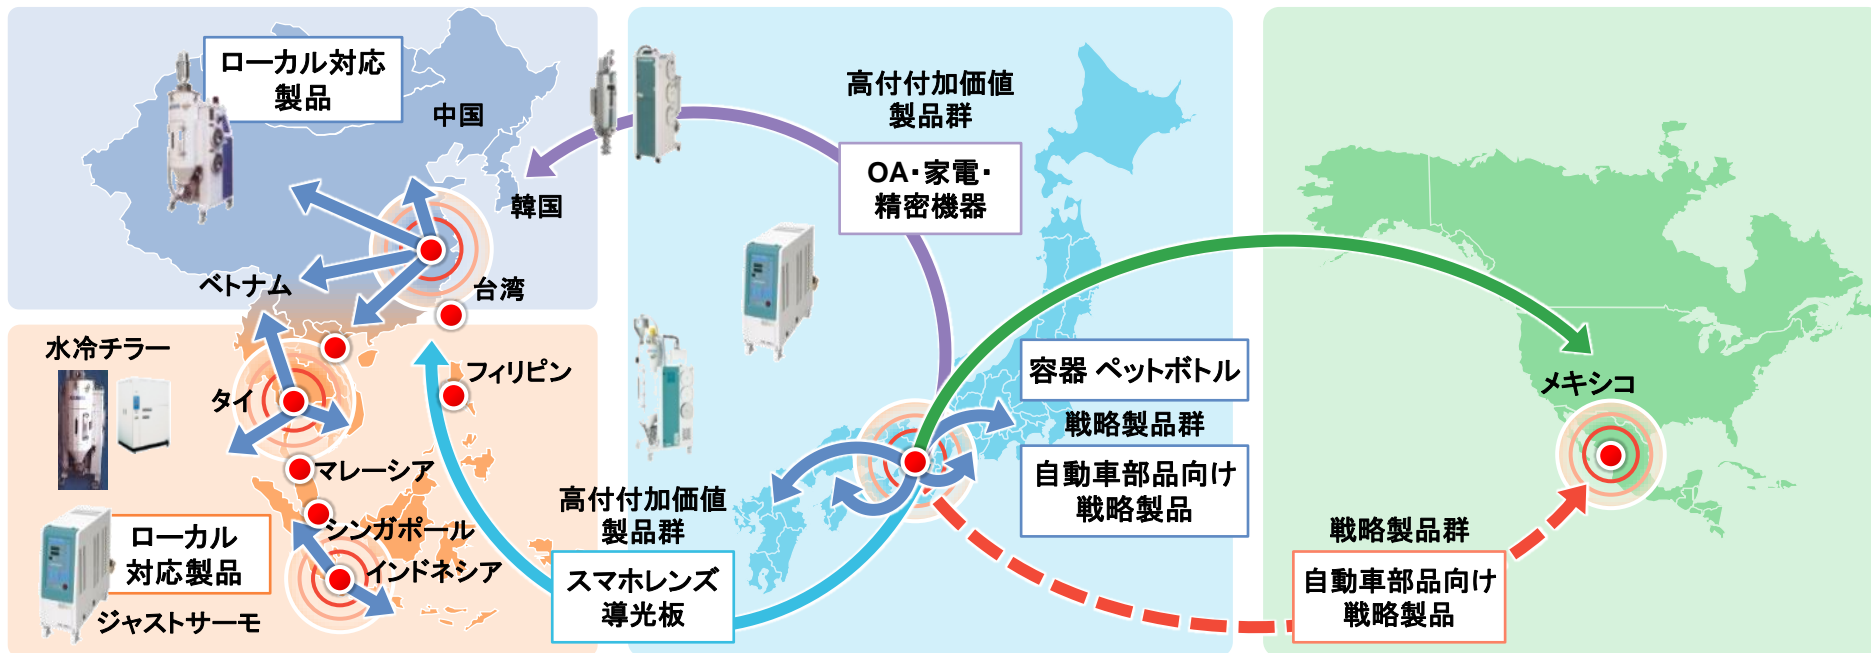 ローカル対応
製品
中国
韓国
ベトナム
台湾
水冷チラー
タイ
フィリピン
マレーシア
シンガポール
インドネシア
ローカル
対応製品
ジャストサーモ
高付付加価値
製品群
OA・家電・
精密機器
容器 ペットボトル
戦略製品群
自動車部品向け
戦略製品
高付付加価値
製品群
スマホレンズ
導光板
メキシコ
戦略製品群
自動車部品向け
戦略製品